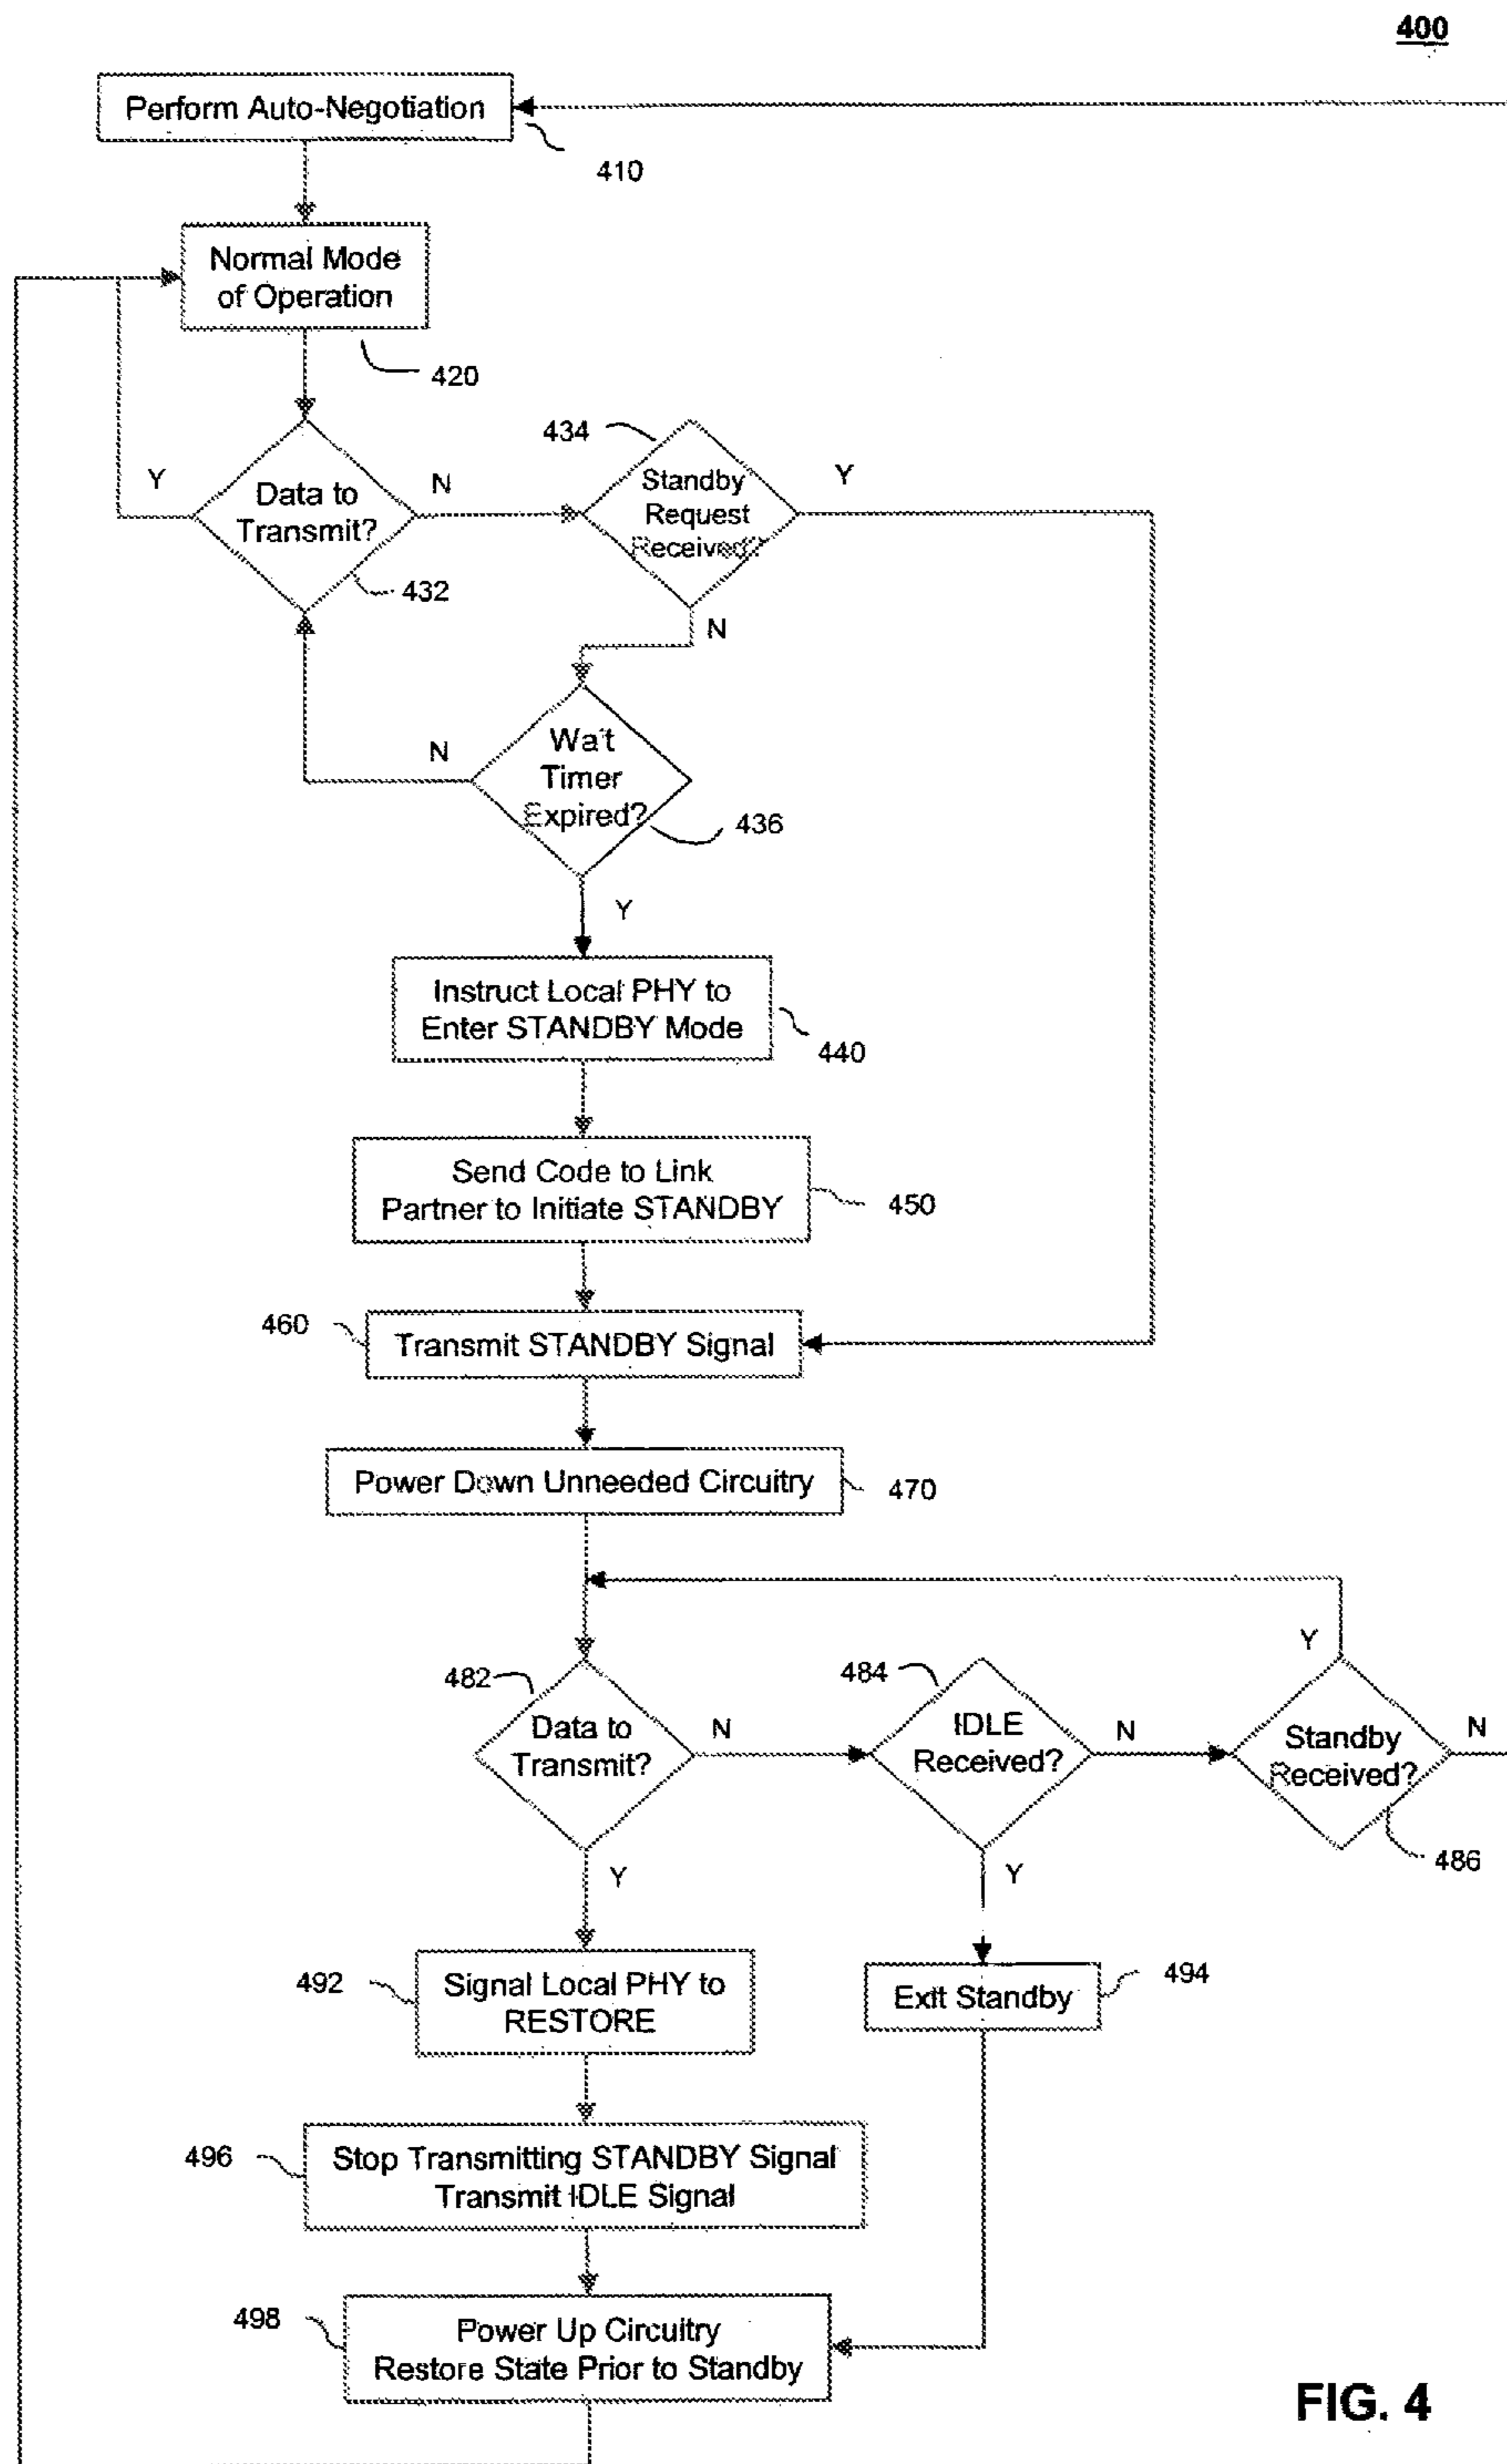 400
Perform Auto-Negotiation
410
Normal Mode
of Operation
420
Data to
Transmit?
432
Y
N
434
Standby
Request
Received?
Y
N
Wait
Timer
Expired?
436
N
Y
Instruct Local PHY to
Enter STANDBY Mode
440
Send Code to Link
Partner to Initiate STANDBY
450
460
Transmit STANDBY Signal
Power Down Unneeded Circuitry
470
482
Data to
Transmit?
N
Y
484
IDLE
Received?
N
Y
Standby
Received?
Y
N
486
492
Signal Local PHY to
RESTORE
Exit Standby
494
496
Stop Transmitting STANDBY Signal
Transmit IDLE Signal
498
Power Up Circuitry
Restore State Prior to Standby
FIG. 4